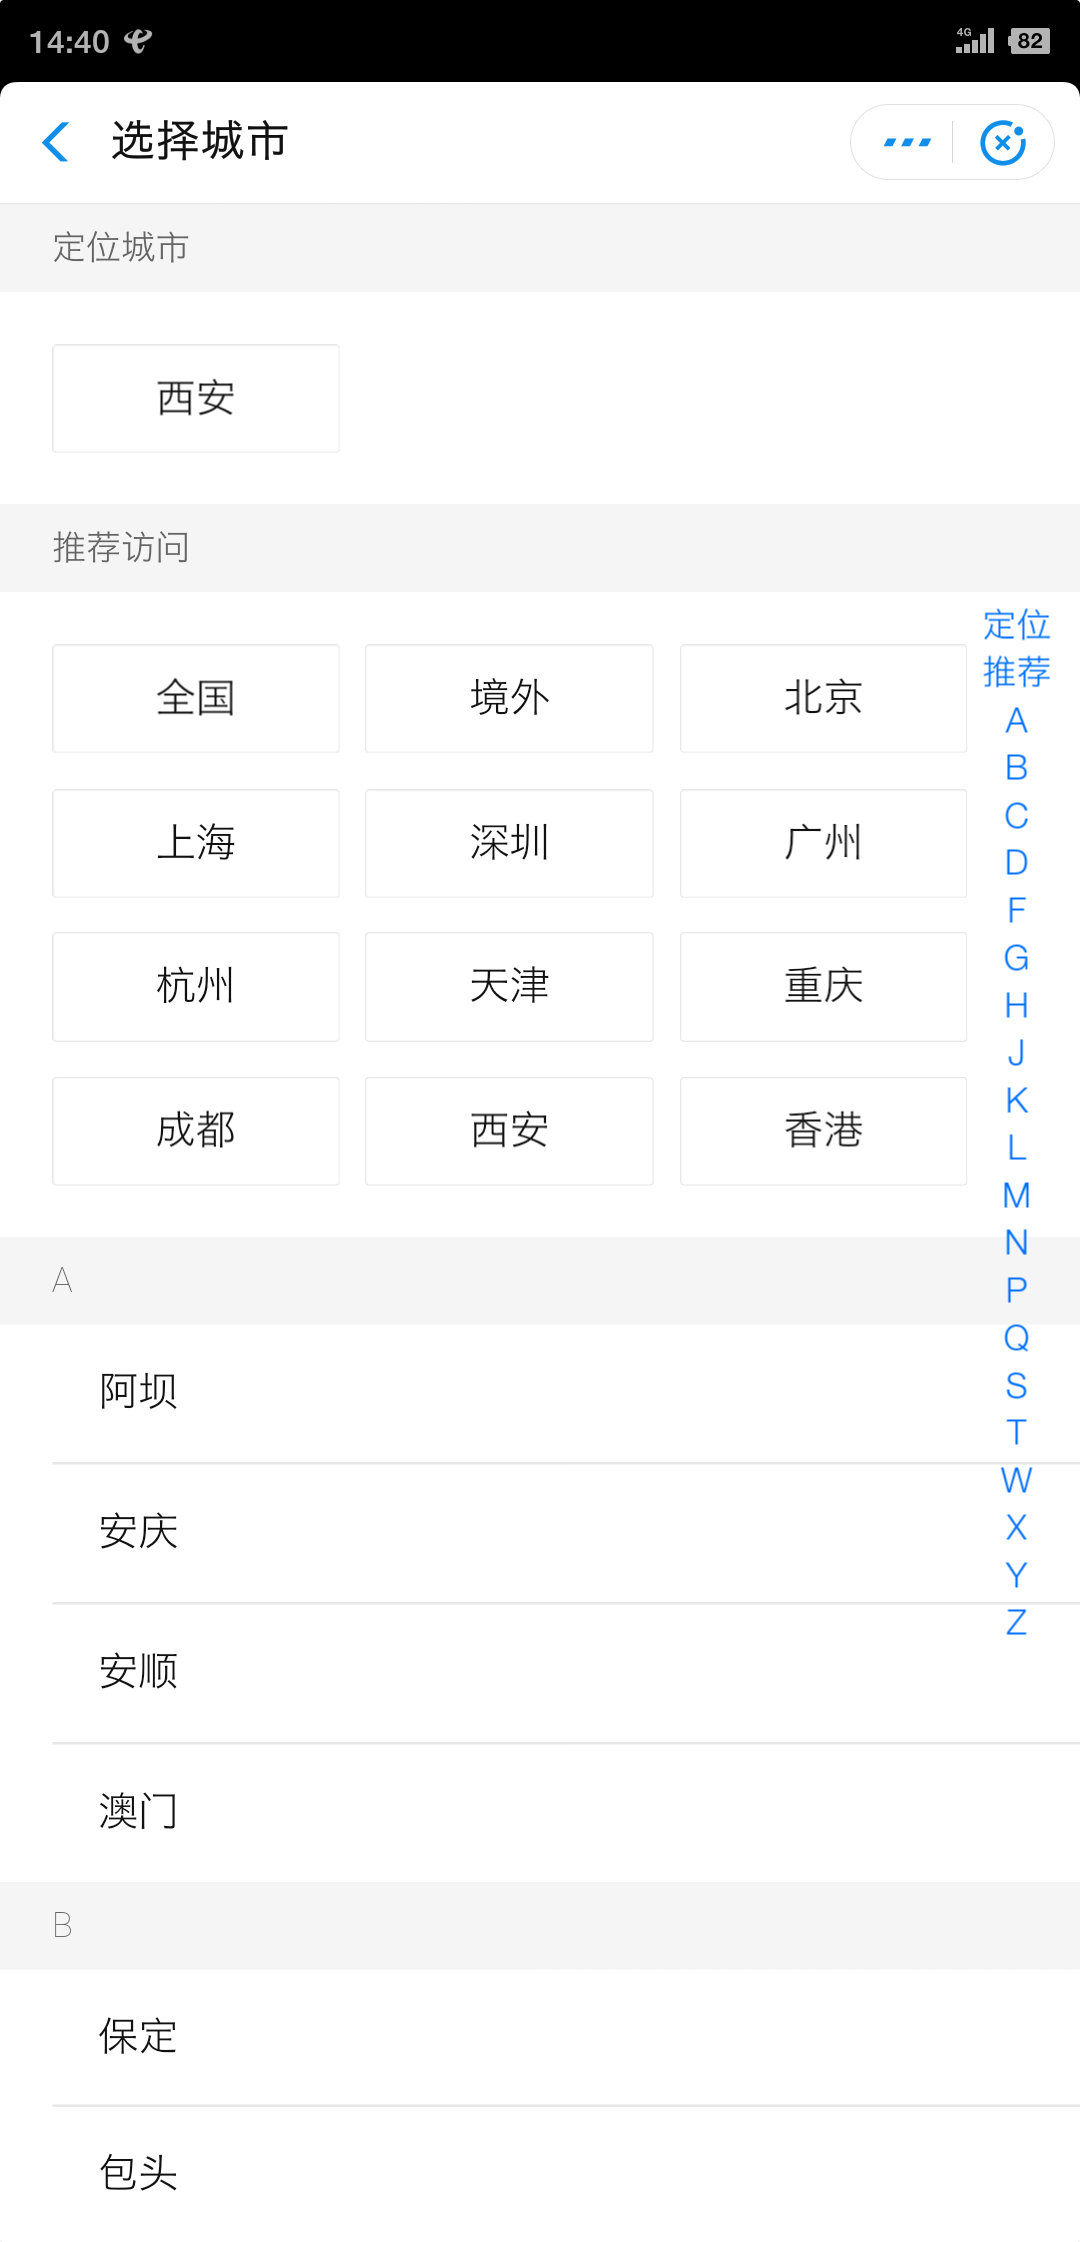 14:40
4G
82
选择城市
定位城市
西安
推荐访问
全国 境外 北京
上海 深圳 广州
杭州 天津 重庆
成都 西安 香港
定位
推荐
A
B
C
D
F
G
H
J
K
L
M
N
P
Q
S
T
W
X
Y
Z
A
阿坝
安庆
安顺
澳门
B
保定
包头